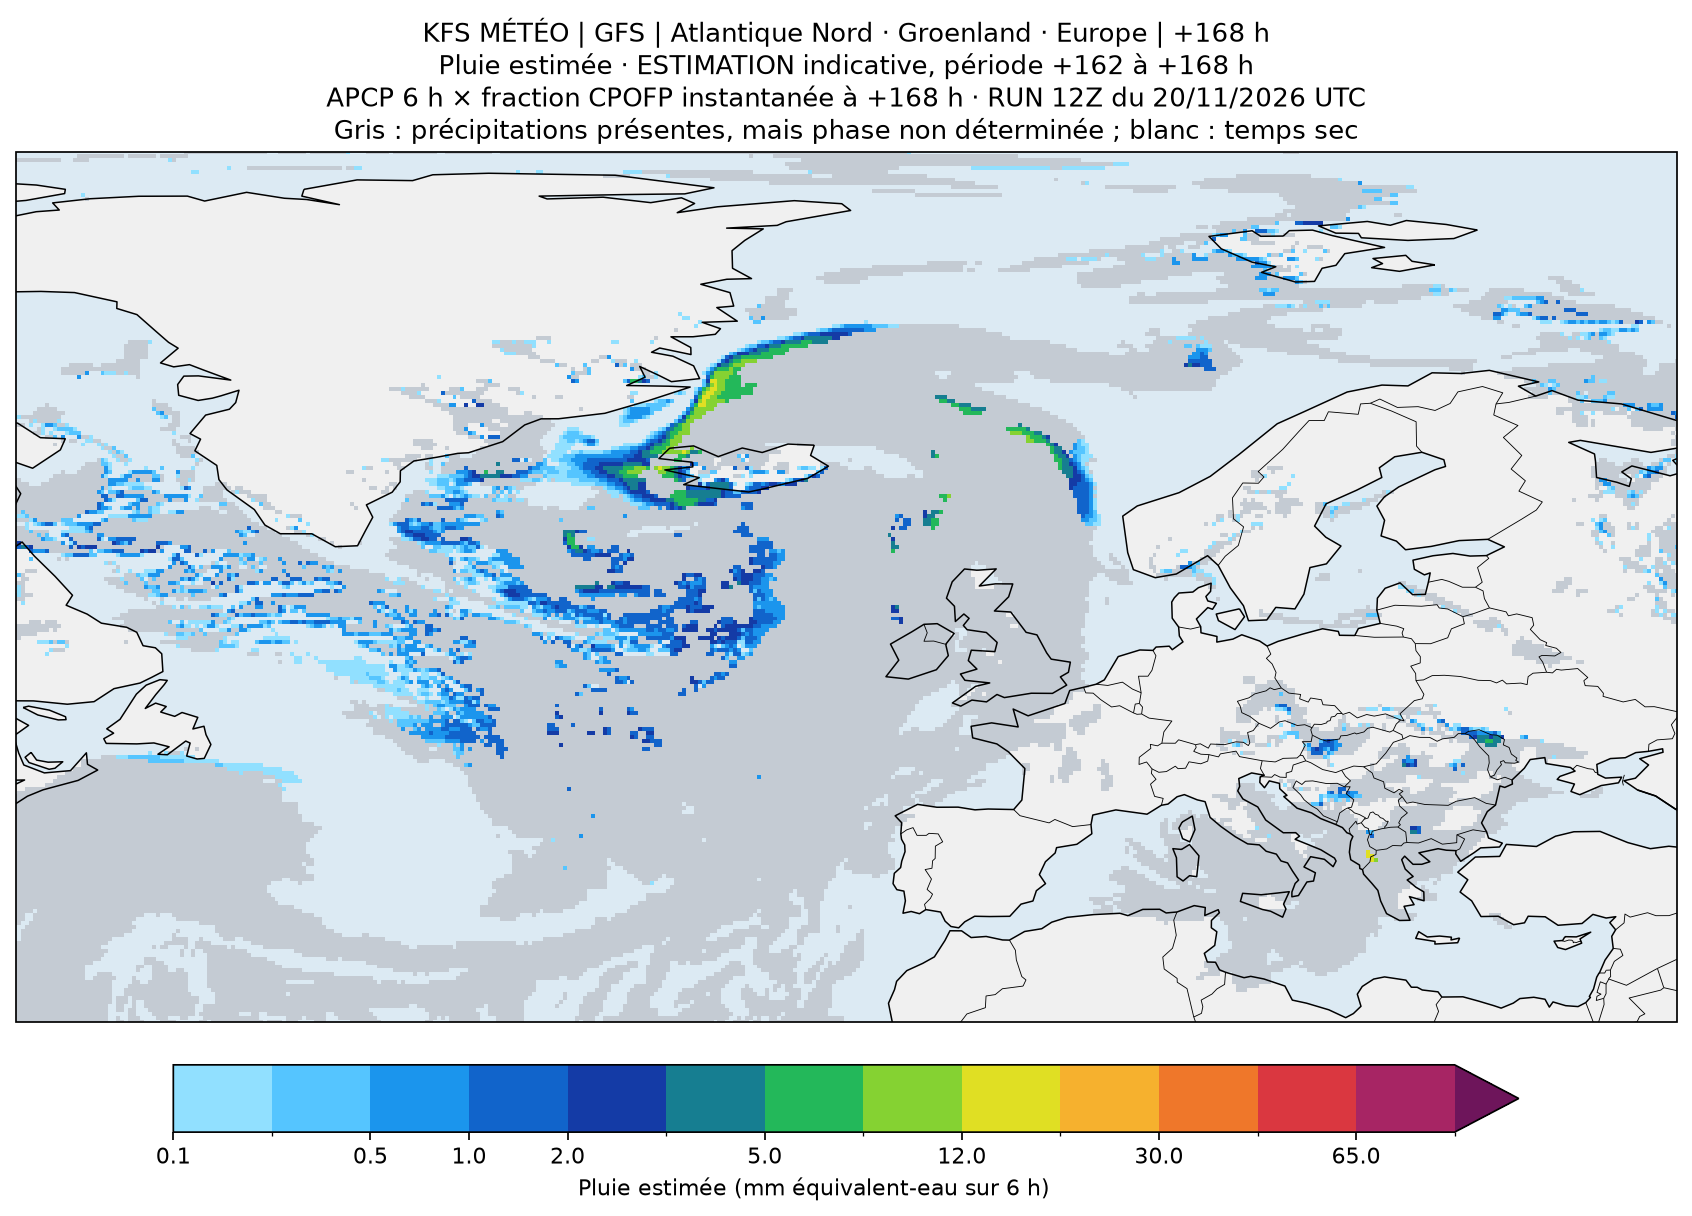 KFS MÉTÉO | GFS | Atlantique Nord · Groenland · Europe | +168 h
Pluie estimée · ESTIMATION indicative, période +162 à +168 h
APCP 6 h × fraction CPOFP instantanée à +168 h · RUN 12Z du 20/11/2026 UTC
Gris : précipitations présentes, mais phase non déterminée ; blanc : temps sec
0.1 0.5 1.0 2.0 5.0 12.0 30.0 65.0
Pluie estimée (mm équivalent-eau sur 6 h)